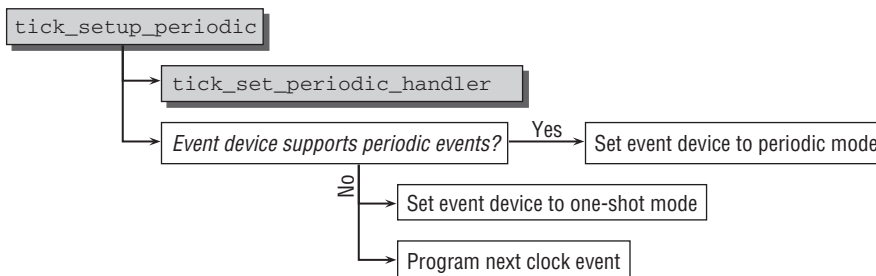 tick_setup_periodic
tick_set_periodic_handler
Event device supports periodic events?
Yes
Set event device to periodic mode
No
Set event device to one-shot mode
Program next clock event